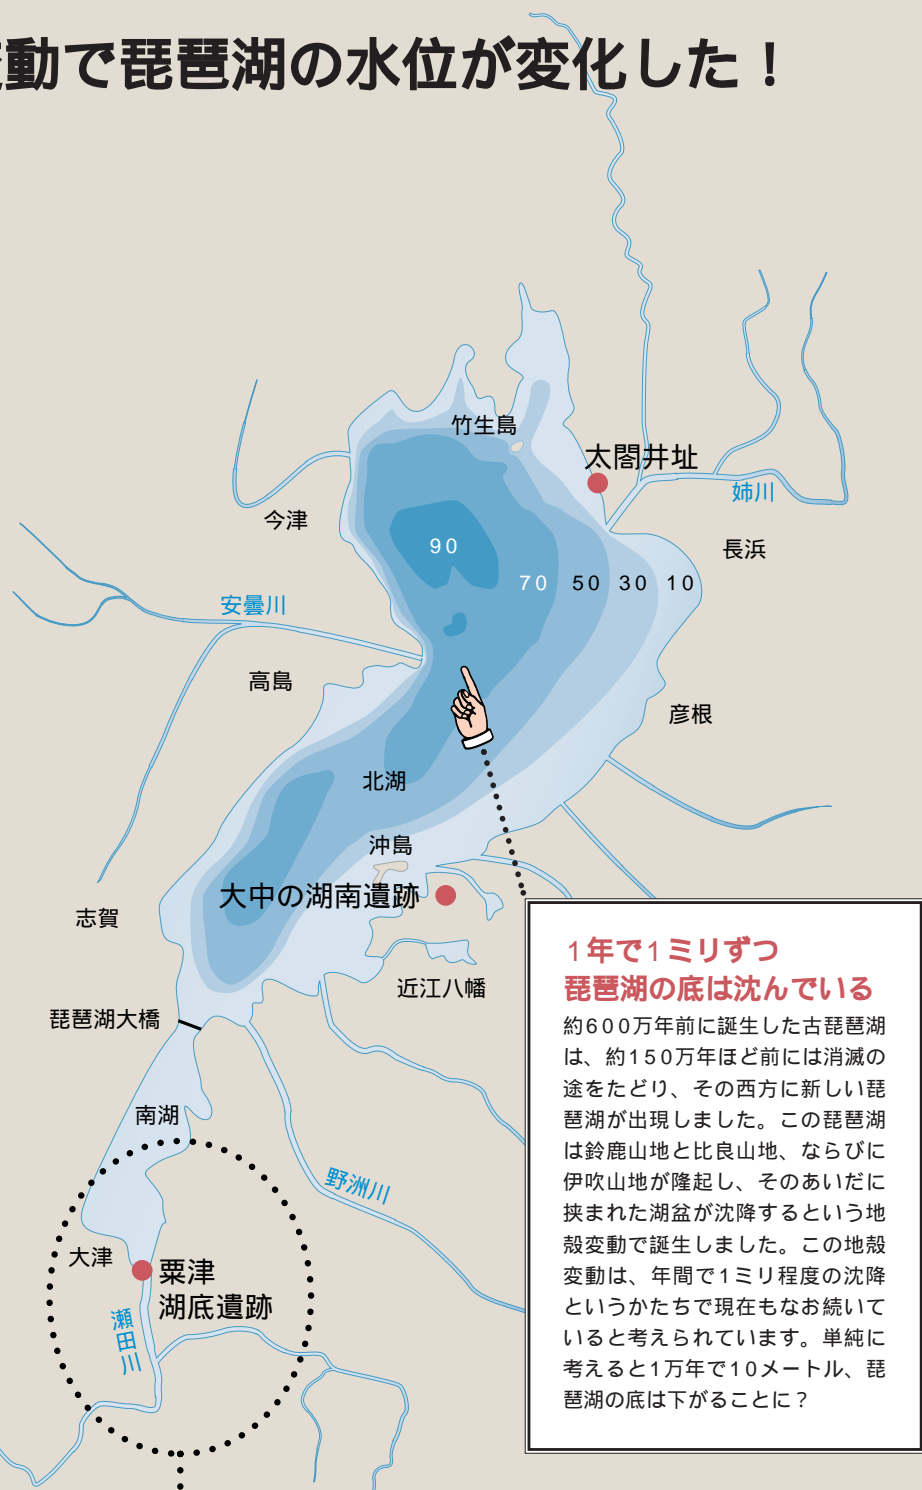 動で琵琶湖の水位が変化した！
竹生島
太閤井址
姉川
今津
90
長浜
70 50 30 10
安曇川
高島
彦根
北湖
沖島
大中の湖南遺跡
志賀
近江八幡
琵琶湖大橋
南湖
野洲川
大津
粟津
湖底遺跡
瀬田川
1年で1ミリずつ
琵琶湖の底は沈んでいる
約600万年前に誕生した古琵琶湖
は、約150万年ほど前には消滅の
途をたどり、その西方に新しい琵
琶湖が出現しました。この琵琶湖
は鈴鹿山地と比良山地、ならびに
伊吹山地が隆起し、そのあいだに
挟まれた湖盆が沈降するという地
殻変動で誕生しました。この地殻
変動は、年間で1ミリ程度の沈降
というかたちで現在もなお続いて
いると考えられています。単純に
考えると1万年で10メートル、琵
琶湖の底は下がることに？